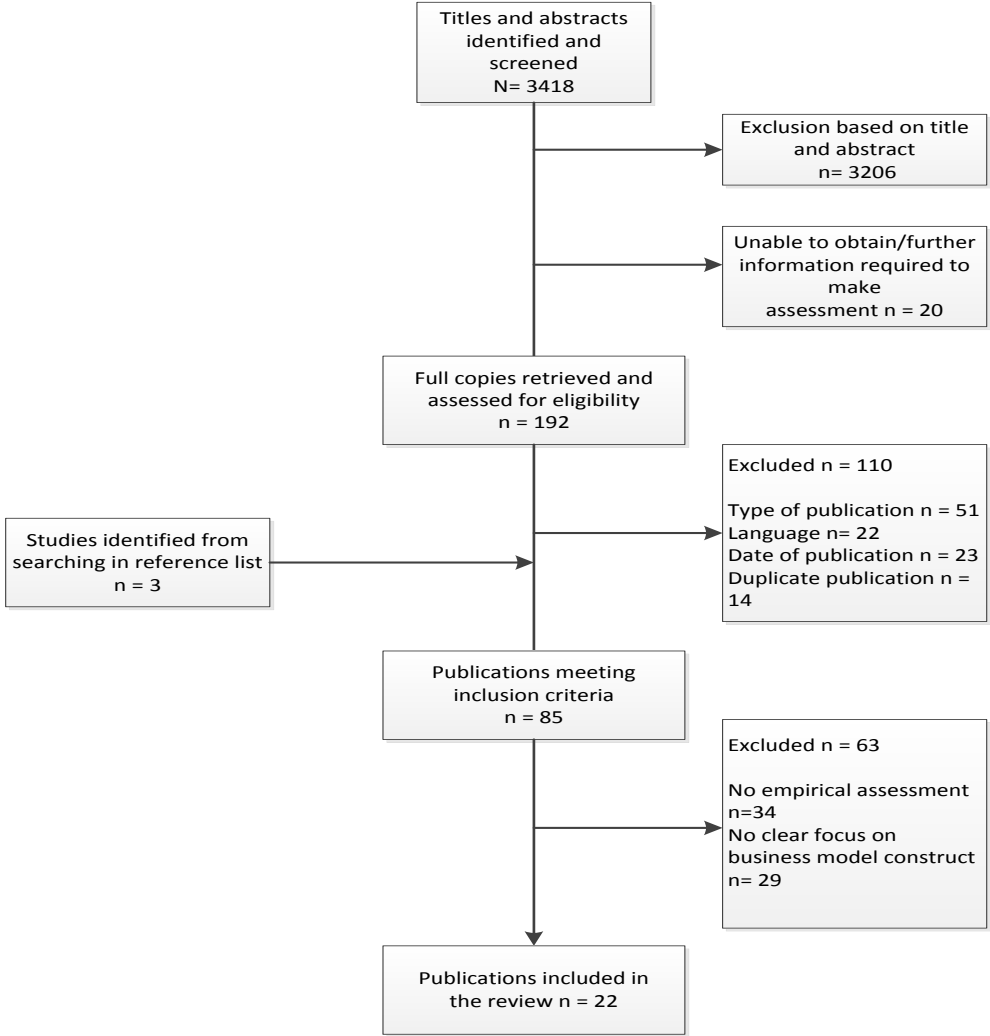 Titles and abstracts
identified and
screened
N= 3418
Exclusion based on title
and abstract
n= 3206
Unable to obtain/further
information required to
make
assessment n = 20
Full copies retrieved and
assessed for eligibility
n = 192
Excluded n = 110
Type of publication n = 51
Language n= 22
Date of publication n = 23
Duplicate publication n =
14
Studies identified from
searching in reference list
n = 3
Publications meeting
inclusion criteria
n = 85
Excluded n = 63
No empirical assessment
n=34
No clear focus on
business model construct
n= 29
Publications included in
the review n = 22